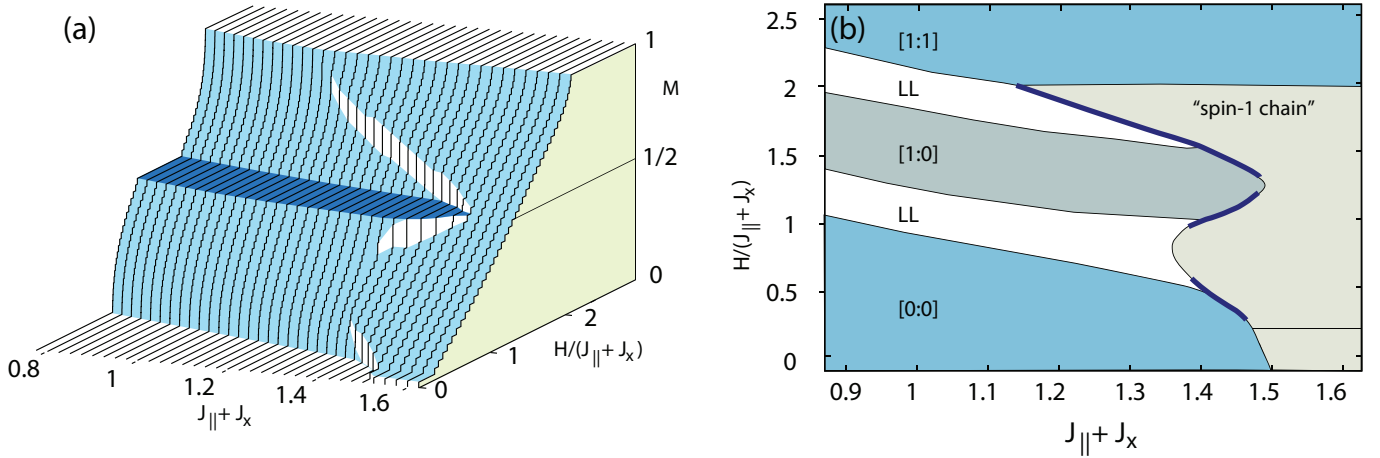 (a)
1
M
1/2
0
2
1
0
H/(J||+ Jx)
0.8
1
1.2
1.4
1.6
J||+ Jx
(b)
2.5
2
1.5
1
0.5
0
H/(J||+ Jx)
[1:1]
LL
"spin-1 chain"
[1:0]
LL
[0:0]
0.9
1
1.1
1.2
1.3
1.4
1.5
1.6
J||+ Jx